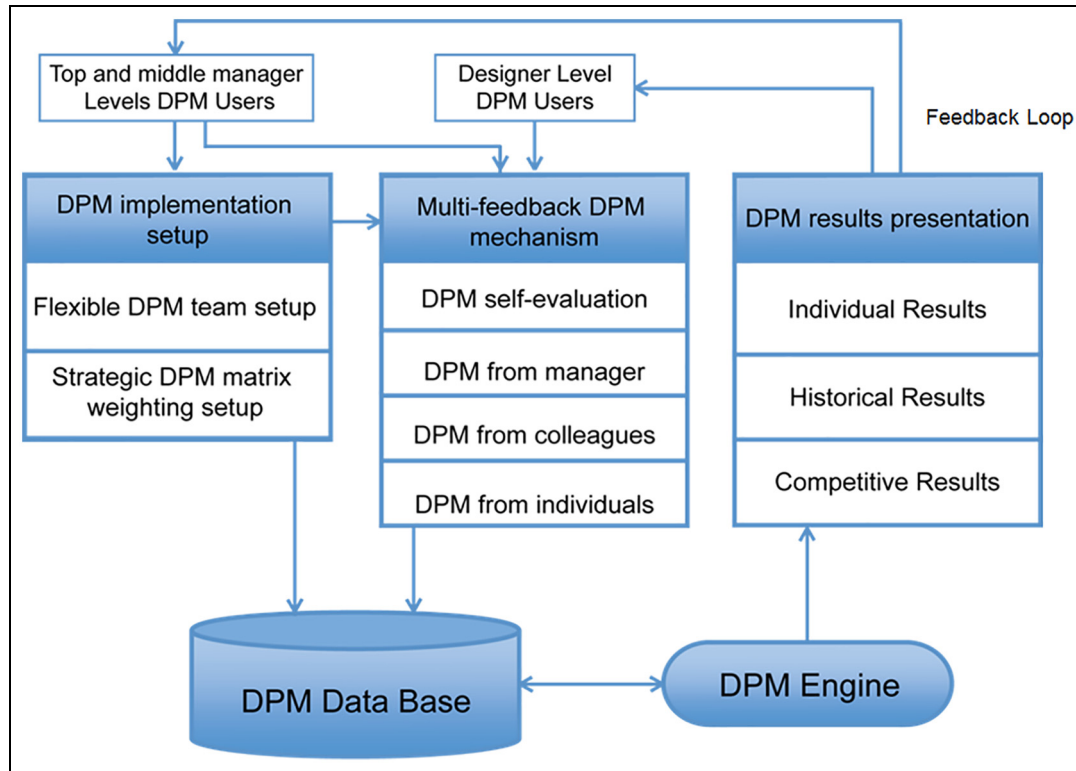 Top and middle manager
Levels DPM Users
Designer Level
DPM Users
Feedback Loop
DPM implementation
setup
Flexible DPM team setup
Strategic DPM matrix
weighting setup
Multi-feedback DPM
mechanism
DPM self-evaluation
DPM from manager
DPM from colleagues
DPM from individuals
DPM results presentation
Individual Results
Historical Results
Competitive Results
DPM Data Base
DPM Engine